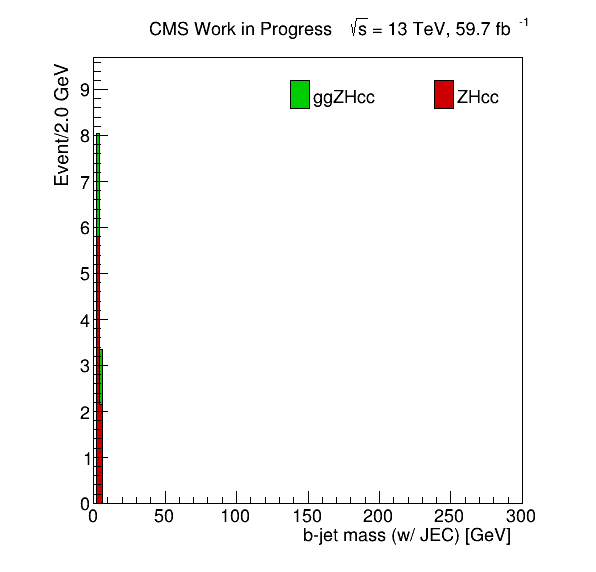 CMS Work in Progress √s = 13 TeV, 59.7 fb -1
Event/2.0 GeV
ggZHcc ZHcc
9
8
7
6
5
4
3
2
1
0
0 50 100 150 200 250 300
b-jet mass (w/ JEC) [GeV]